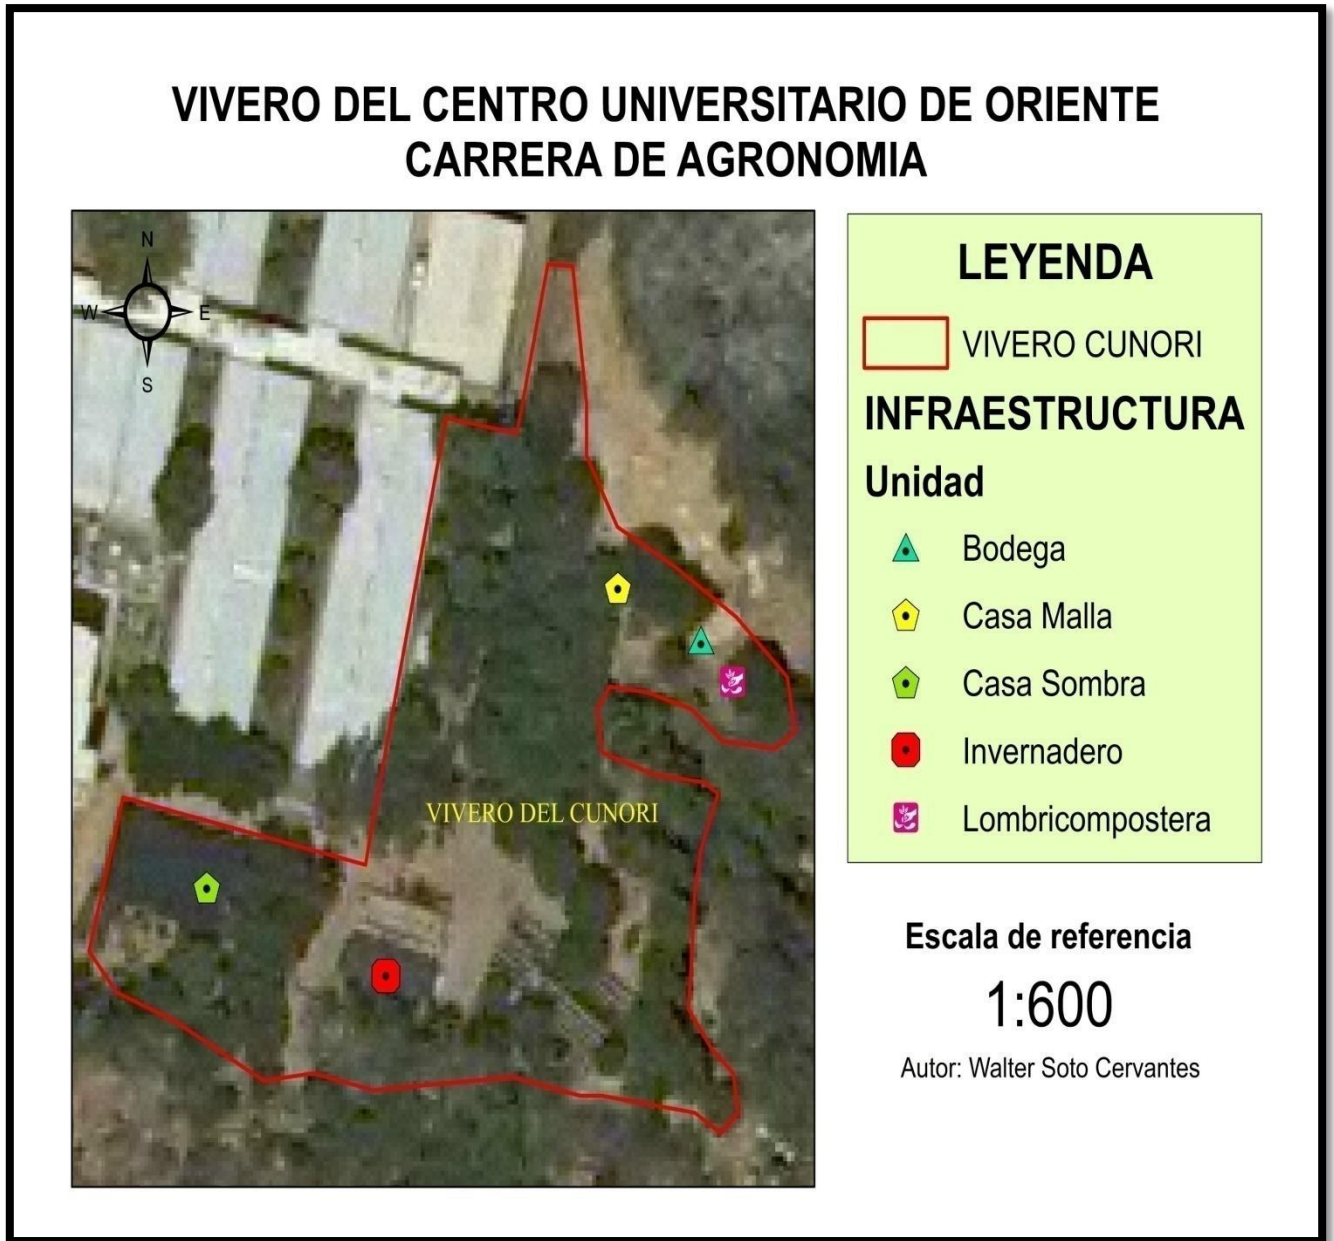 VIVERO DEL CENTRO UNIVERSITARIO DE ORIENTE
CARRERA DE AGRONOMIA
N
W
E
S
VIVERO DEL CUNORI
LEYENDA
VIVERO CUNORI
INFRAESTRUCTURA
Unidad
Bodega
Casa Malla
Casa Sombra
Invernadero
Lombricompostera
Escala de referencia
1:600
Autor: Walter Soto Cervantes